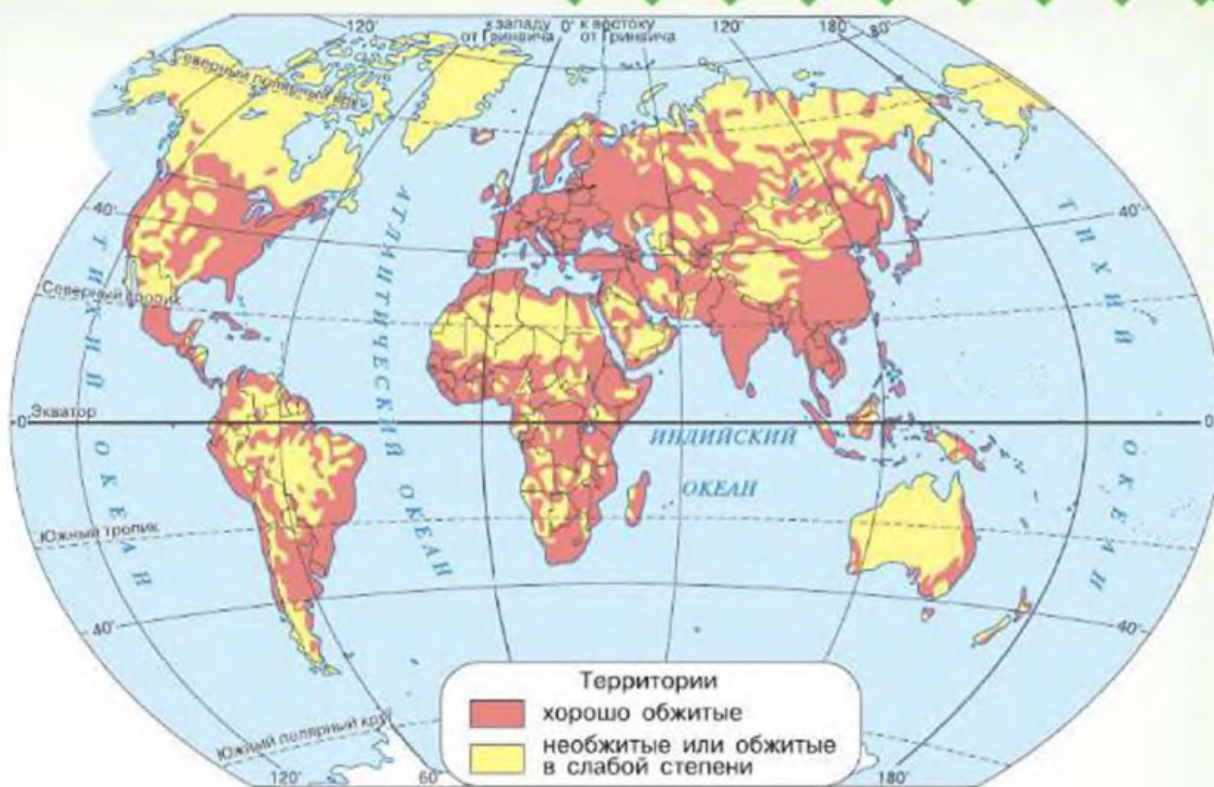 120° к западу 0° к востоку 120° 180° 80°
от Гринвича от Гринвича
Северный полярный круг
40° 40°
АТЛАНТИЧЕСКИЙ ОКЕАН
ТИХИЙ ОКЕАН
ТИХИЙ ОКЕАН
Северный тропик
0° Экватор 0°
ИНДИЙСКИЙ
ОКЕАН
Южный тропик
40° 40°
Территории
хорошо обжитые
необжитые или обжитые
в слабой степени
Южный полярный круг
120° 60° 180°